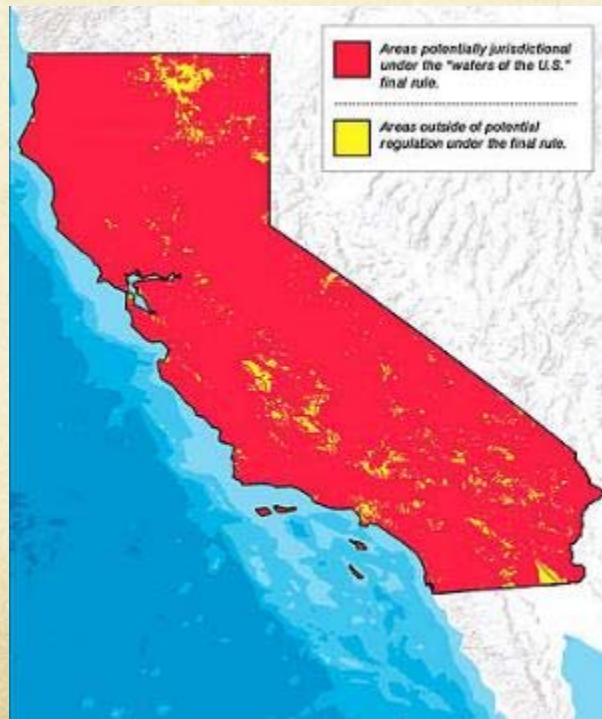 Areas potentially jurisdictional
under the "waters of the U.S."
final rule.
Areas outside of potential
regulation under the final rule.